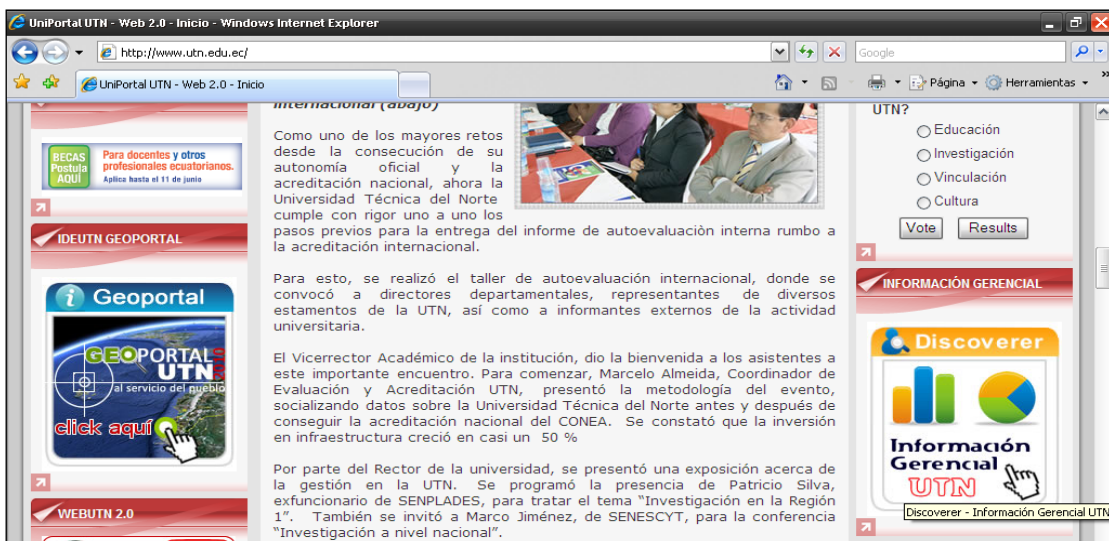 UniPortal UTN - Web 2.0 - Inicio - Windows Internet Explorer
http://www.utn.edu.ec/
Google
UniPortal UTN - Web 2.0 - Inicio
Página
Herramientas
BECAS
Postula
AQUÍ
Para docentes y otros
profesionales ecuatorianos.
Aplica hasta el 11 de junio
IDEUTN GEOPORTAL
i Geoportal
GEOPORTAL
UTN
al servicio del pueblo
click aquí
WEBUTN 2.0
internacional (abajo)
Como uno de los mayores retos
desde la consecución de su
autonomía oficial y la
acreditación nacional, ahora la
Universidad Técnica del Norte
cumple con rigor uno a uno los
pasos previos para la entrega del informe de autoevaluaciòn interna rumbo a
la acreditación internacional.
Para esto, se realizó el taller de autoevaluación internacional, donde se
convocó a directores departamentales, representantes de diversos
estamentos de la UTN, así como a informantes externos de la actividad
universitaria.
El Vicerrector Académico de la institución, dio la bienvenida a los asistentes a
este importante encuentro. Para comenzar, Marcelo Almeida, Coordinador de
Evaluación y Acreditación UTN, presentó la metodología del evento,
socializando datos sobre la Universidad Técnica del Norte antes y después de
conseguir la acreditación nacional del CONEA. Se constató que la inversión
en infraestructura creció en casi un 50 %
Por parte del Rector de la universidad, se presentó una exposición acerca de
la gestión en la UTN. Se programó la presencia de Patricio Silva,
exfuncionario de SENPLADES, para tratar el tema "Investigación en la Región
1". También se invitó a Marco Jiménez, de SENESCYT, para la conferencia
"Investigación a nivel nacional".
UTN?
Educación
Investigación
Vinculación
Cultura
Vote Results
INFORMACIÓN GERENCIAL
Discoverer
Información
Gerencial
UTN
Discoverer - Información Gerencial UTN